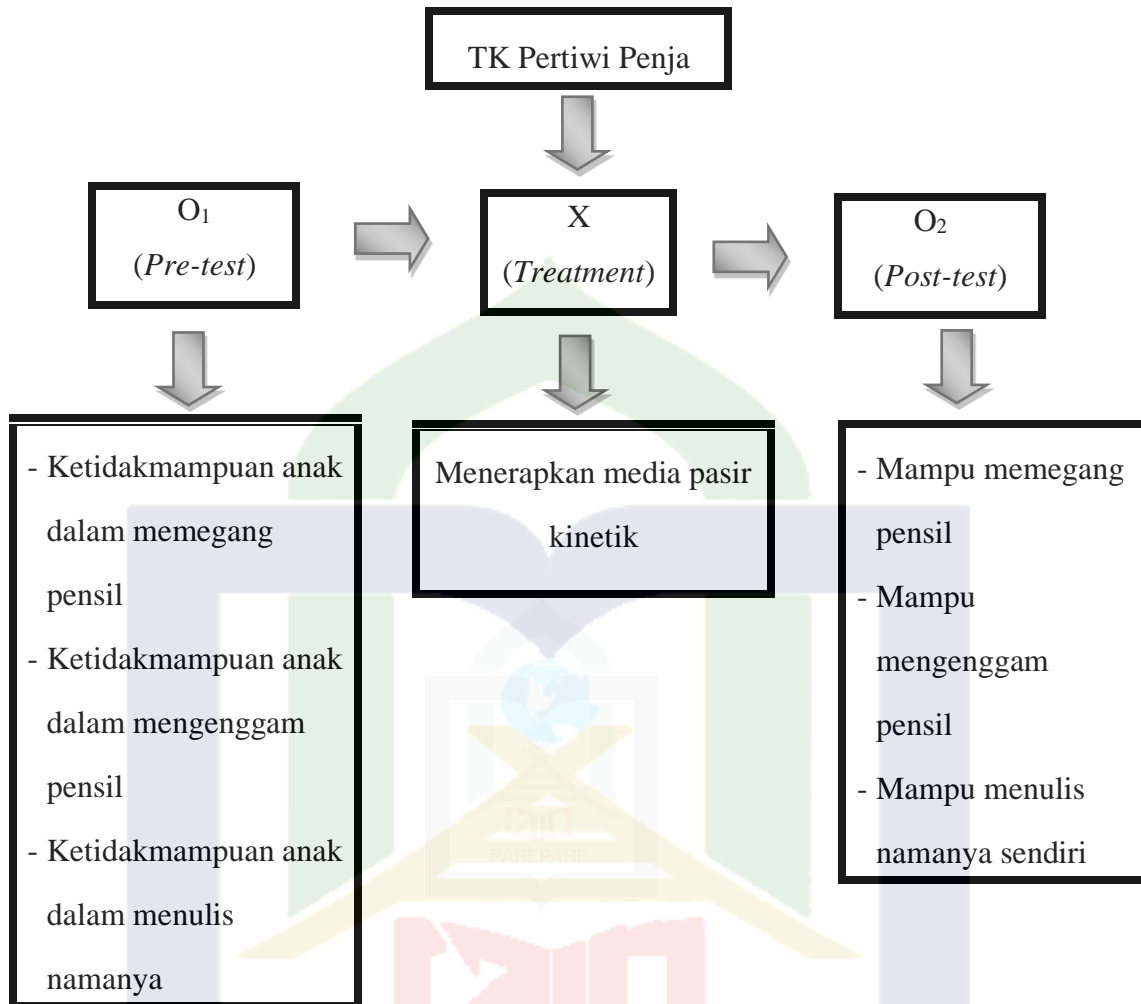 TK Pertiwi Penja
O₁
(Pre-test)
X
(Treatment)
O₂
(Post-test)
- Ketidakmampuan anak
dalam memegang
pensil
- Ketidakmampuan anak
dalam mengenggam
pensil
- Ketidakmampuan anak
dalam menulis
namanya
Menerapkan media pasir
kinetik
- Mampu memegang
pensil
- Mampu
mengenggam
pensil
- Mampu menulis
namanya sendiri
PAREPARE